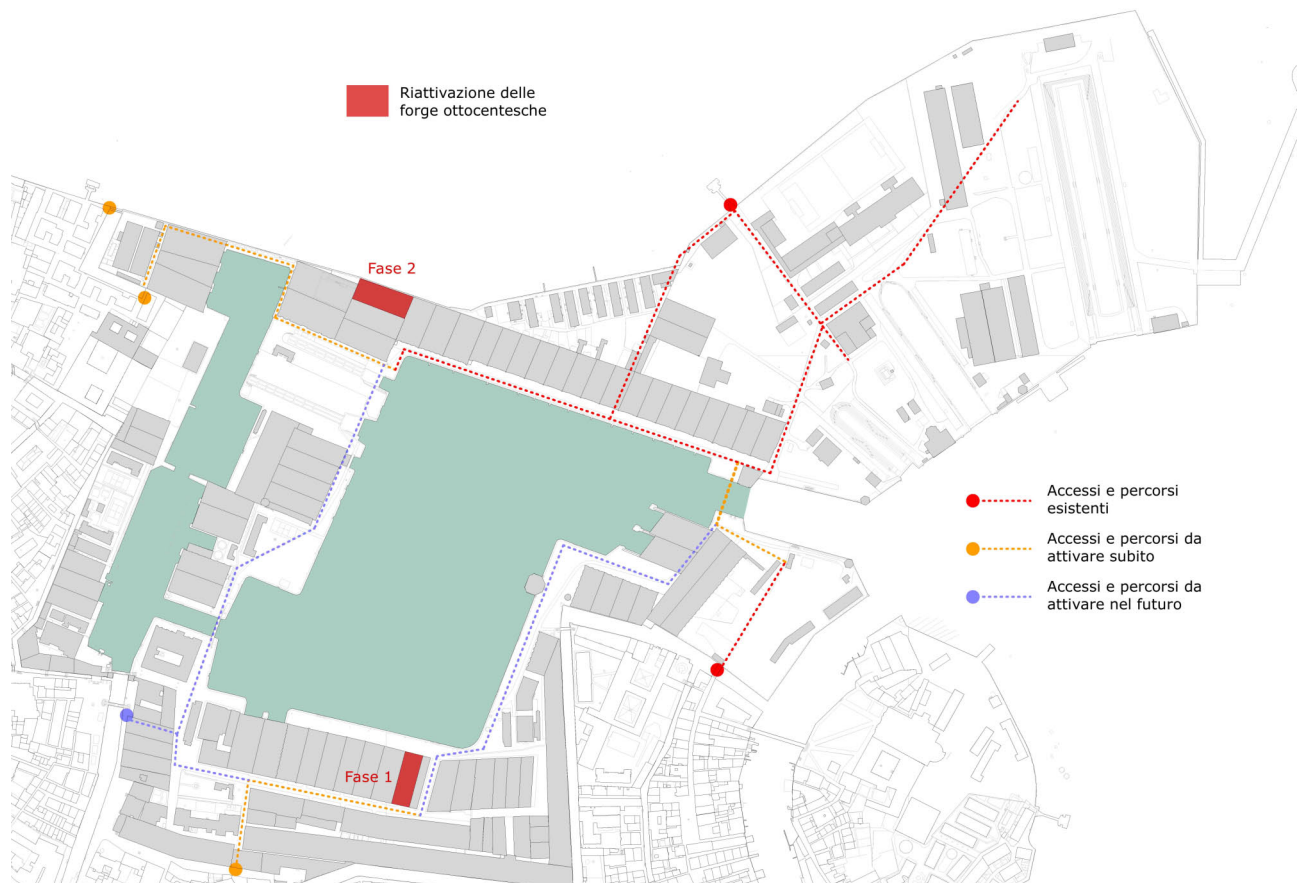 Riattivazione delle
forge ottocentesche
Fase 2
Accessi e percorsi
esistenti
Accessi e percorsi da
attivare subito
Accessi e percorsi da
attivare nel futuro
Fase 1